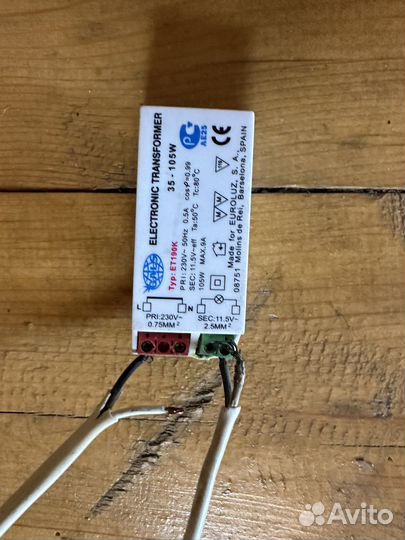 ELECTRONIC TRANSFORMER
35 - 105W
Typ: ET190K
PRI: 230V~ 50Hz 0.5A cosφ=0.99
SEC: 11.5V~eff Ta:50°C Tc:80°C
105W MAX.9A
AE25
CE
Made for EUROLUZ, S. A.
08751 Molins de Rei, Barselona, SPAIN
M M
L N
PRI:230V~
0.75MM²
SEC:11.5V~
2.5MM²
Avito